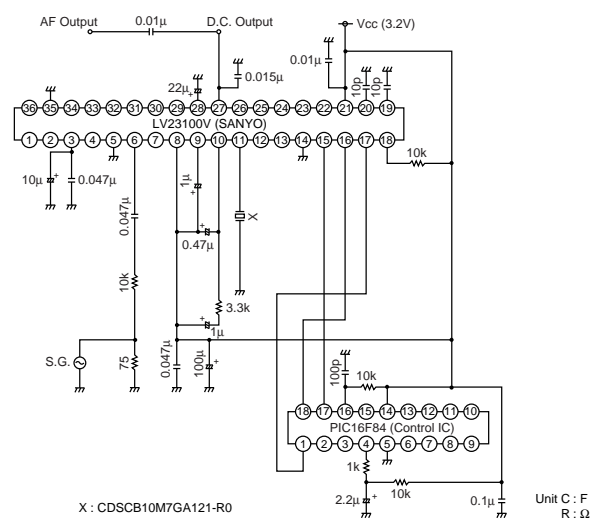 AF Output 0.01μ D.C. Output Vcc (3.2V)
0.01μ
0.015μ
22μ + 10p 10p
36 35 34 33 32 31 30 29 28 27 26 25 24 23 22 21 20 19
LV23100V (SANYO)
1 2 3 4 5 6 7 8 9 10 11 12 13 14 15 16 17 18
10k
10μ + 0.047μ 1μ +
0.047μ + 0.47μ X
10k 3.3k
+ 1μ
S.G. 75 0.047μ 100μ + 100p 10k
18 17 16 15 14 13 12 11 10
PIC16F84 (Control IC)
1 2 3 4 5 6 7 8 9
1k
10k
2.2μ + 0.1μ
X : CDSCB10M7GA121-R0
Unit C : F
R : Ω